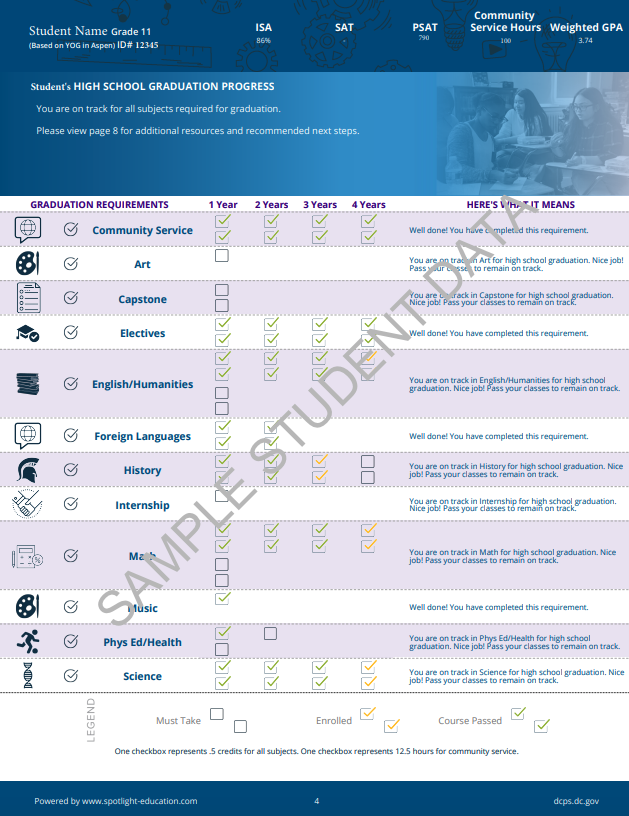 Student Name Grade 11
(Based on YOG in Aspen) ID# 12345
ISA
86%
SAT
-
PSAT
790
Community
Service Hours
100
Weighted GPA
3.74
Student's HIGH SCHOOL GRADUATION PROGRESS
You are on track for all subjects required for graduation.
Please view page 8 for additional resources and recommended next steps.
GRADUATION REQUIREMENTS 1 Year 2 Years 3 Years 4 Years HERE'S WHAT IT MEANS
Community Service
Well done! You have completed this requirement.
Art
You are on track in Art for high school graduation. Nice job!
Pass your classes to remain on track.
Capstone
You are on track in Capstone for high school graduation.
Nice job! Pass your classes to remain on track.
Electives
Well done! You have completed this requirement.
English/Humanities
You are on track in English/Humanities for high school
graduation. Nice job! Pass your classes to remain on track.
Foreign Languages
Well done! You have completed this requirement.
History
You are on track in History for high school graduation. Nice
job! Pass your classes to remain on track.
Internship
You are on track in Internship for high school graduation.
Nice job! Pass your classes to remain on track.
Math
You are on track in Math for high school graduation. Nice
job! Pass your classes to remain on track.
Music
Well done! You have completed this requirement.
Phys Ed/Health
You are on track in Phys Ed/Health for high school
graduation. Nice job! Pass your classes to remain on track.
Science
You are on track in Science for high school graduation. Nice
job! Pass your classes to remain on track.
SAMPLE STUDENT DATA
LEGEND
Must Take
Enrolled
Course Passed
One checkbox represents .5 credits for all subjects. One checkbox represents 12.5 hours for community service.
Powered by www.spotlight-education.com
4
dcps.dc.gov